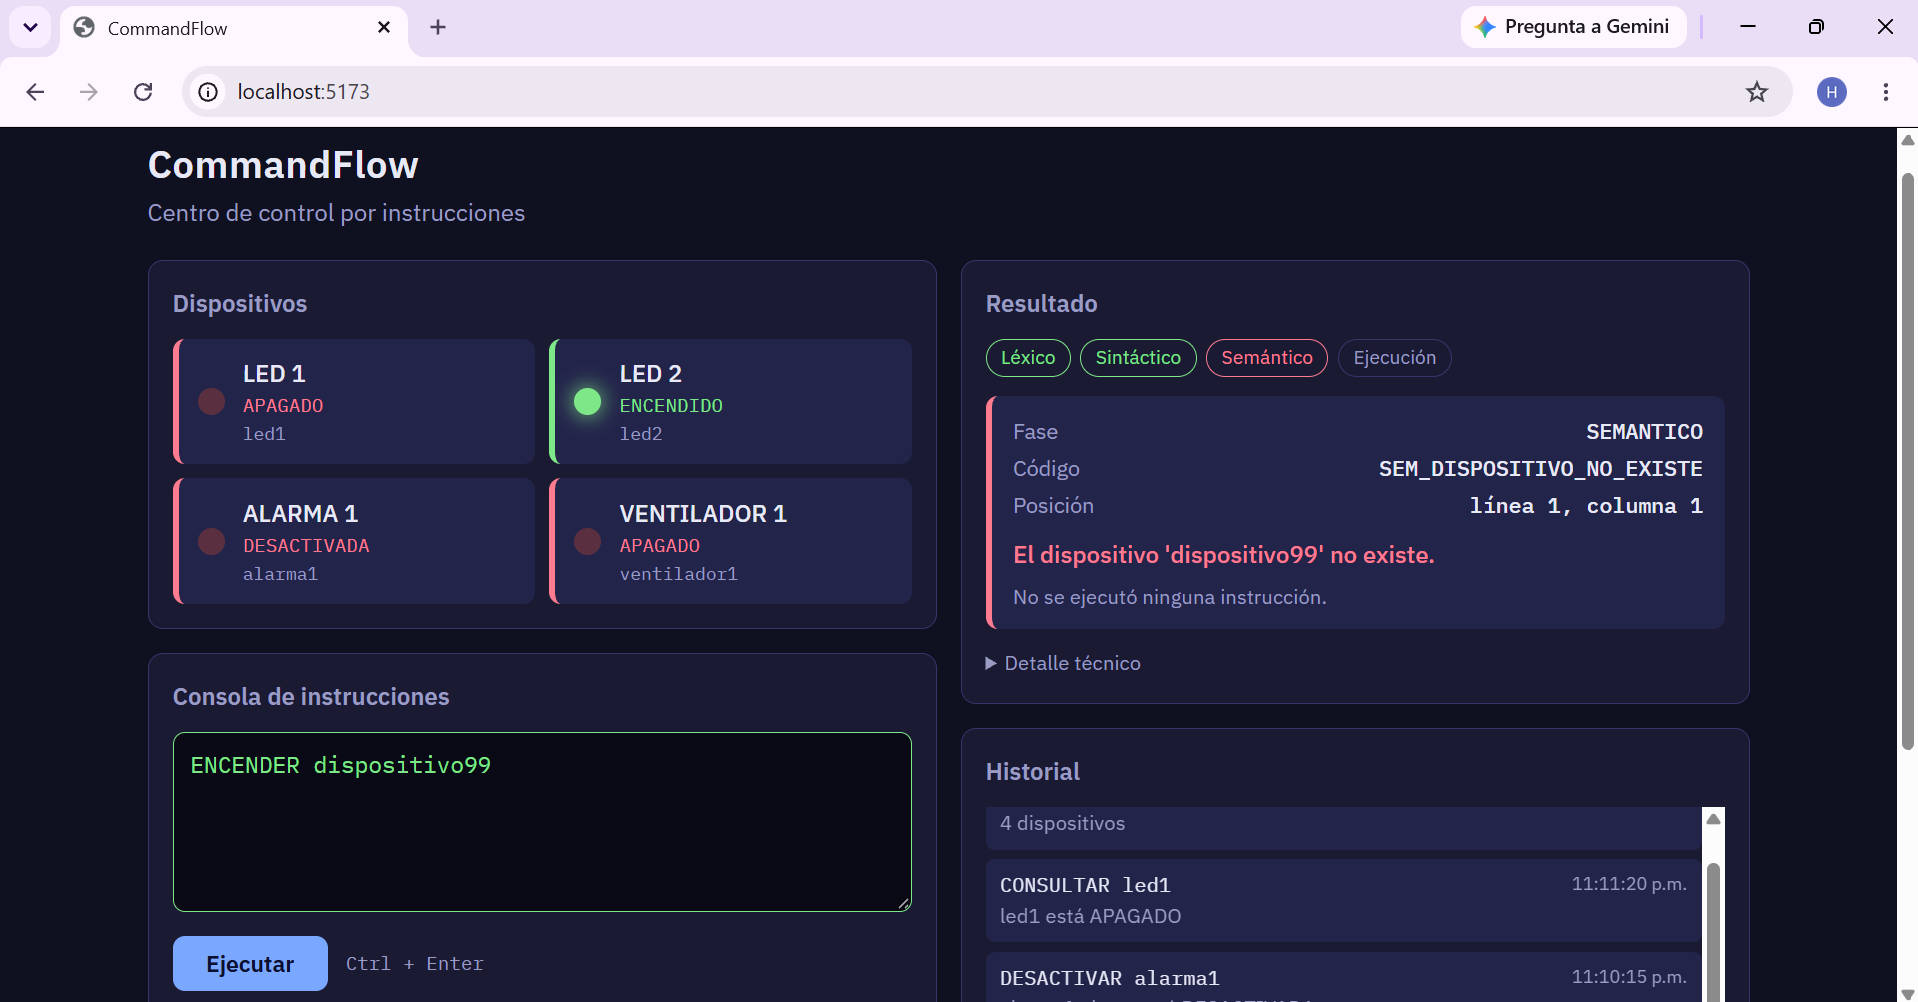 CommandFlow
Pregunta a Gemini
localhost:5173
H
CommandFlow
Centro de control por instrucciones
Dispositivos
LED 1
APAGADO
led1
LED 2
ENCENDIDO
led2
ALARMA 1
DESACTIVADA
alarma1
VENTILADOR 1
APAGADO
ventilador1
Consola de instrucciones
ENCENDER dispositivo99
Ejecutar
Ctrl + Enter
Resultado
Léxico
Sintáctico
Semántico
Ejecución
Fase SEMANTICO
Código SEM_DISPOSITIVO_NO_EXISTE
Posición línea 1, columna 1
El dispositivo 'dispositivo99' no existe.
No se ejecutó ninguna instrucción.
Detalle técnico
Historial
4 dispositivos
CONSULTAR led1 11:11:20 p.m.
led1 está APAGADO
DESACTIVAR alarma1 11:10:15 p.m.